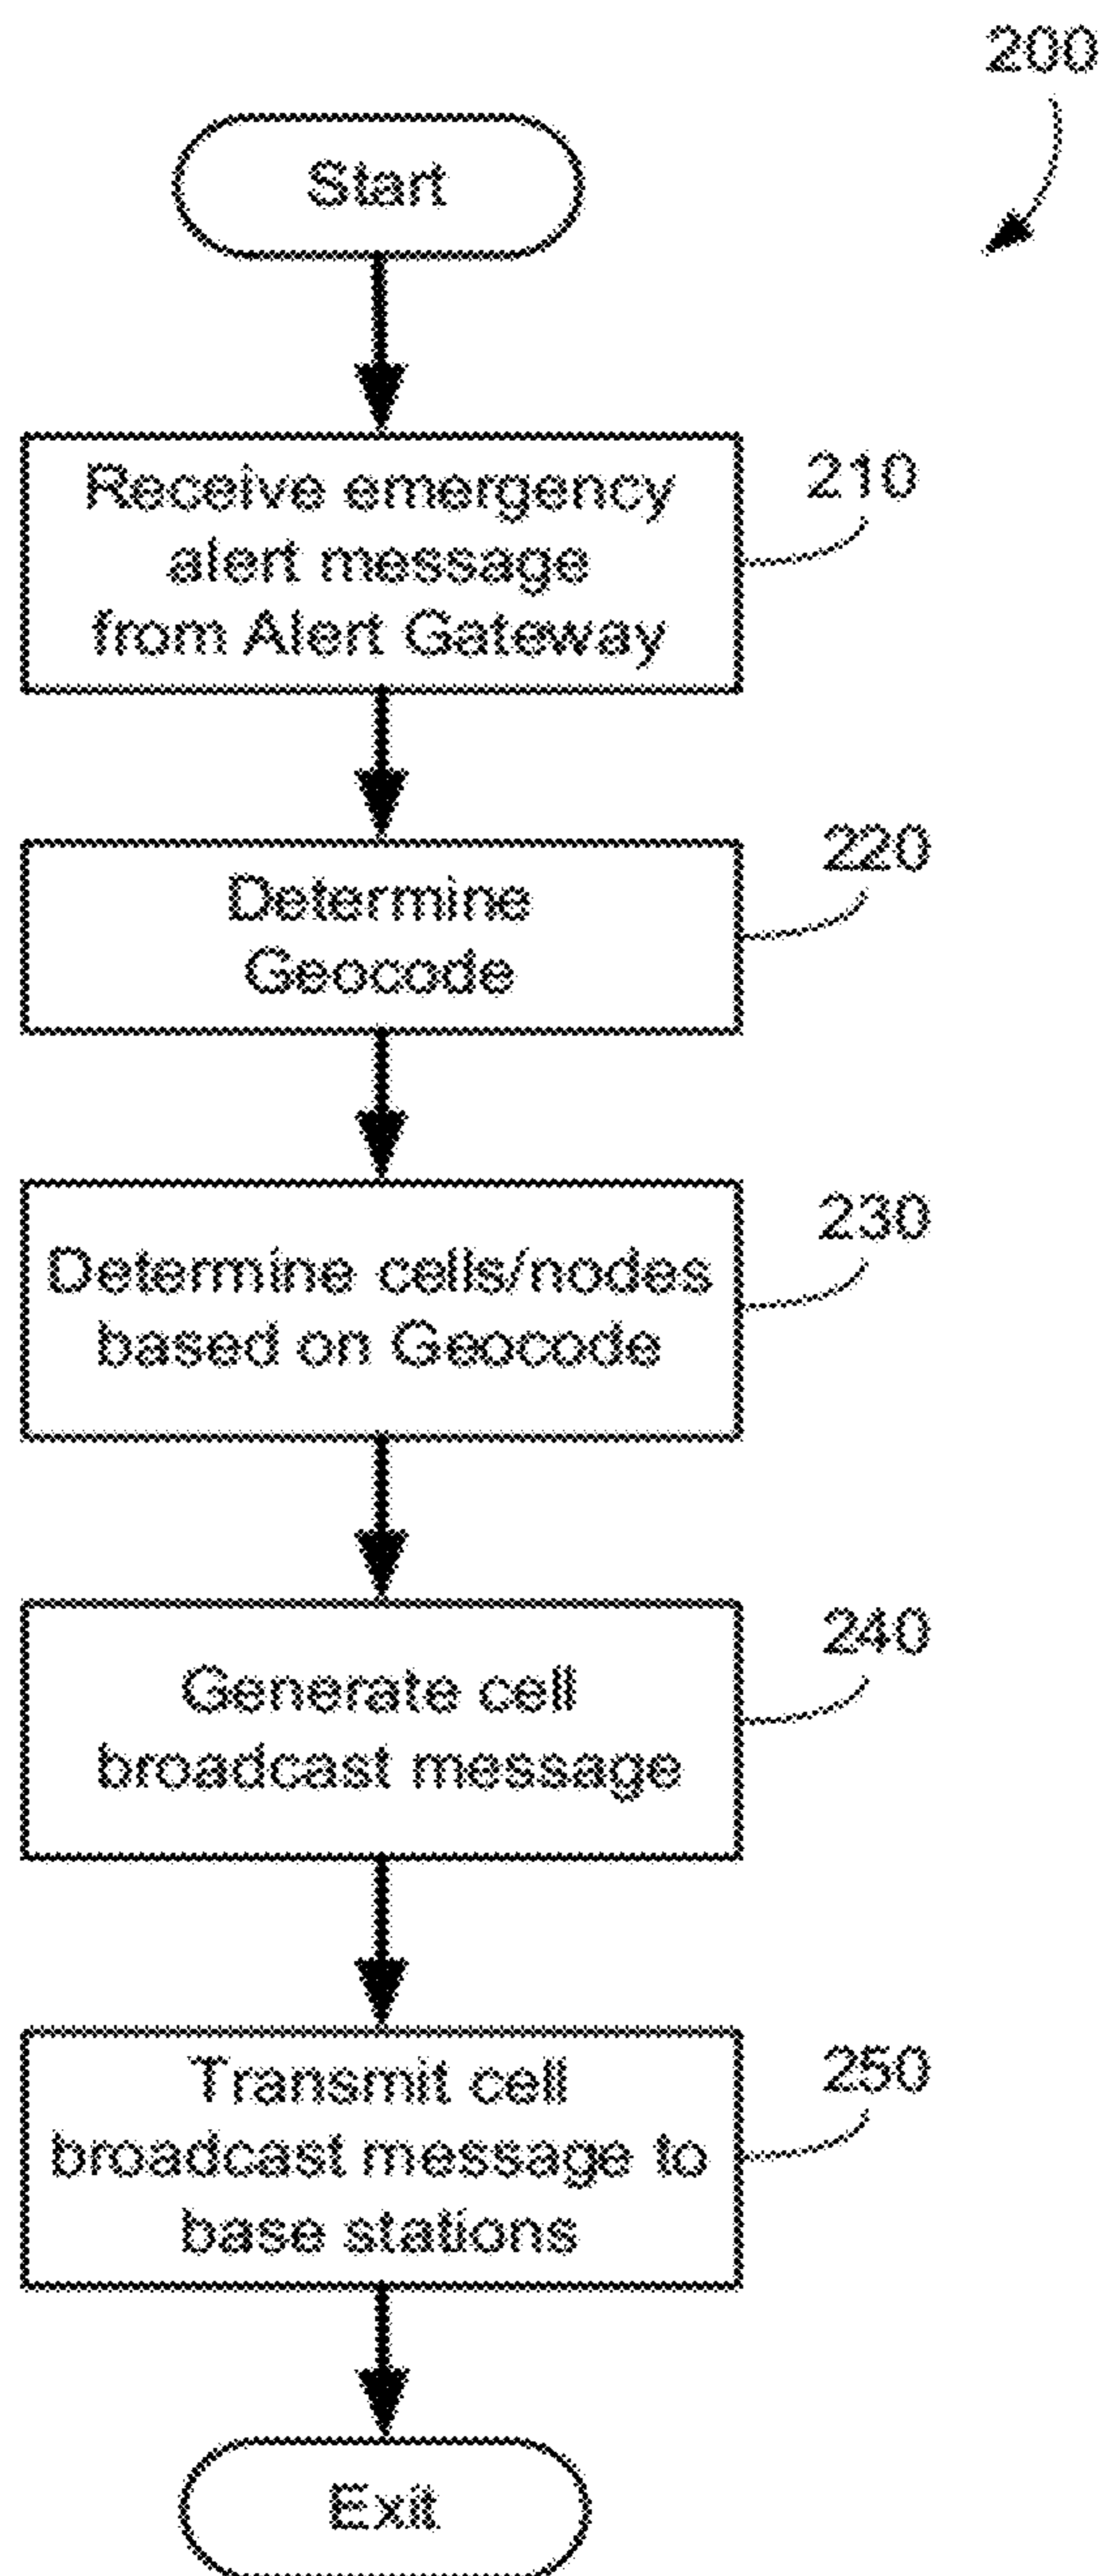 200
Start
Receive emergency
alert message
from Alert Gateway
210
Determine
Geocode
220
Determine cells/nodes
based on Geocode
230
Generate cell
broadcast message
240
Transmit cell
broadcast message to
base stations
250
Exit